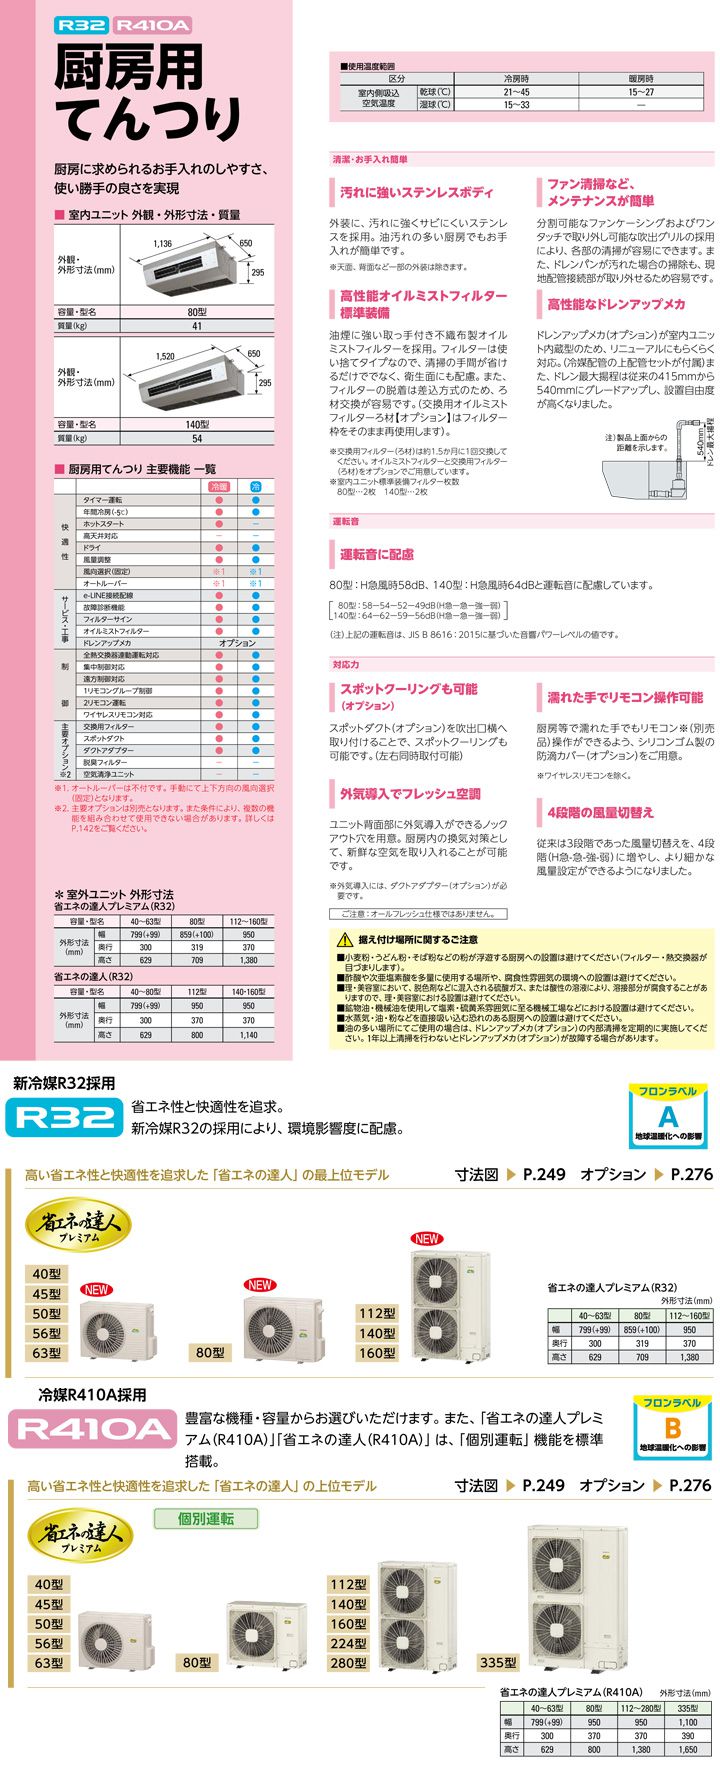 R32 R410A
厨房用
てんつり
厨房に求められるお手入れのしやすさ、
使い勝手の良さを実現
■ 室内ユニット 外観・外形寸法・質量
外観・
外形寸法(mm)
1,136
650
295
容量・型名 80型
質量(kg) 41
外観・
外形寸法(mm)
1,520
650
295
容量・型名 140型
質量(kg) 54
■ 厨房用てんつり 主要機能 一覧
冷暖 冷
快適性
タイマー運転 ● ●
年間冷房(-5℃) ● ●
ホットスタート ● −
高天井対応 − −
ドライ ● ●
風量調整 ● ●
風向選択(固定) ※1 ※1
オートルーバー ※1 ※1
サービス・工事
e-LINE接続配線 ● ●
故障診断機能 ● ●
フィルターサイン ● ●
オイルミストフィルター ● ●
ドレンアップメカ オプション
制御
全熱交換器連動運転対応 ● ●
集中制御対応 ● ●
遠方制御対応 ● ●
1リモコングループ制御 ● ●
2リモコン運転 ● ●
ワイヤレスリモコン対応 ● ●
主要オプション※2
交換用フィルター ● ●
スポットダクト ● ●
ダクトアダプター ● ●
脱臭フィルター − −
空気清浄ユニット − −
※1. オートルーバーは不付です。手動にて上下方向の風向選択
(固定)となります。
※2. 主要オプションは別売となります。また条件により、複数の機
能を組み合わせて使用できない場合があります。詳しくは
P.142をご覧ください。
＊ 室外ユニット 外形寸法
省エネの達人プレミアム(R32)
容量・型名 40〜63型 80型 112〜160型
外形寸法(mm)
幅 799(+99) 859(+100) 950
奥行 300 319 370
高さ 629 709 1,380
省エネの達人(R32)
容量・型名 40〜80型 112型 140・160型
外形寸法(mm)
幅 799(+99) 950 950
奥行 300 370 370
高さ 629 800 1,140
■使用温度範囲
区分 冷房時 暖房時
室内側吸込
空気温度
乾球(℃) 21〜45 15〜27
湿球(℃) 15〜33 —
清潔・お手入れ簡単
汚れに強いステンレスボディ
外装に、汚れに強くサビにくいステンレ
スを採用。油汚れの多い厨房でもお手
入れが簡単です。
※天面、背面など一部の外装は除きます。
高性能オイルミストフィルター
標準装備
油煙に強い取っ手付き不織布製オイル
ミストフィルターを採用。フィルターは使
い捨てタイプなので、清掃の手間が省け
るだけででなく、衛生面にも配慮。また、
フィルターの脱着は差込方式のため、ろ
材交換が容易です。(交換用オイルミスト
フィルターろ材【オプション】はフィルター
枠をそのまま再使用します)。
※交換用フィルター(ろ材)は約1.5か月に1回交換して
ください。オイルミストフィルターと交換用フィルター
(ろ材)をオプションでご用意しています。
※室内ユニット標準装備フィルター枚数
80型…2枚 140型…2枚
ファン清掃など、
メンテナンスが簡単
分割可能なファンケーシングおよびワン
タッチで取り外し可能な吹出グリルの採用
により、各部の清掃が容易にできます。ま
た、ドレンパンが汚れた場合の掃除も、現
地配管接続部が取り外せるため容易です。
高性能なドレンアップメカ
ドレンアップメカ(オプション)が室内ユニッ
ト内蔵型のため、リニューアルにもらくらく
対応。(冷媒配管の上配管セットが付属)ま
た、ドレン最大揚程は従来の415mmから
540mmにグレードアップし、設置自由度
が高くなりました。
注)製品上面からの
距離を示します。
540mm
ドレン最大揚程
運転音
運転音に配慮
80型：H急風時58dB、140型：H急風時64dBと運転音に配慮しています。
80型：58−54−52−49dB(H急−急−強−弱)
140型：64−62−59−56dB(H急−急−強−弱)
(注)上記の運転音は、JIS B 8616：2015に基づいた音響パワーレベルの値です。
対応力
スポットクーリングも可能
(オプション)
スポットダクト(オプション)を吹出口横へ
取り付けることで、スポットクーリングも
可能です。(左右同時取付可能)
外気導入でフレッシュ空調
ユニット背面部に外気導入ができるノック
アウト穴を用意。厨房内の換気対策とし
て、新鮮な空気を取り入れることが可能
です。
※外気導入には、ダクトアダプター(オプション)が必
要です。
ご注意：オールフレッシュ仕様ではありません。
濡れた手でリモコン操作可能
厨房等で濡れた手でもリモコン※(別売
品)操作ができるよう、シリコンゴム製の
防滴カバー(オプション)をご用意。
※ワイヤレスリモコンを除く。
4段階の風量切替え
従来は3段階であった風量切替えを、4段
階(H急・急・強・弱)に増やし、より細かな
風量設定ができるようになりました。
据え付け場所に関するご注意
■小麦粉・うどん粉・そば粉などの粉が浮遊する厨房への設置は避けてください(フィルター・熱交換器が
目づまりします)。
■酢酸や次亜塩素酸を多量に使用する場所や、腐食性雰囲気の環境への設置は避けてください。
■理・美容室において、脱色剤などに混入される硫酸ガス、または酸性の溶液により、溶接部分が腐食することがあ
りますので、理・美容室における設置は避けてください。
■鉱物油・機械油を使用して塩素・硫黄系雰囲気に至る機械工場などにおける設置は避けてください。
■水蒸気・油・粉などを直接吸い込む恐れのある厨房への設置は避けてください。
■油の多い場所にてご使用の場合は、ドレンアップメカ(オプション)の内部清掃を定期的に実施してくだ
さい。1年以上清掃を行わないとドレンアップメカ(オプション)が故障する場合があります。
新冷媒R32採用
R32
省エネ性と快適性を追求。
新冷媒R32の採用により、環境影響度に配慮。
フロンラベル
A
地球温暖化への影響
高い省エネ性と快適性を追求した「省エネの達人」の最上位モデル 寸法図 ▶ P.249 オプション ▶ P.276
省エネの達人
プレミアム
40型
45型
50型
56型
63型
NEW
80型
NEW
112型
140型
160型
NEW
省エネの達人プレミアム(R32)
外形寸法(mm)
40〜63型 80型 112〜160型
幅 799(+99) 859(+100) 950
奥行 300 319 370
高さ 629 709 1,380
冷媒R410A採用
R410A
豊富な機種・容量からお選びいただけます。また、「省エネの達人プレミ
アム(R410A)」「省エネの達人(R410A)」は、「個別運転」機能を標準
搭載。
フロンラベル
B
地球温暖化への影響
高い省エネ性と快適性を追求した「省エネの達人」の上位モデル 寸法図 ▶ P.249 オプション ▶ P.276
省エネの達人
プレミアム
個別運転
40型
45型
50型
56型
63型
80型
112型
140型
160型
224型
280型
335型
省エネの達人プレミアム(R410A) 外形寸法(mm)
40〜63型 80型 112〜280型 335型
幅 799(+99) 950 950 1,100
奥行 300 370 370 390
高さ 629 800 1,380 1,650